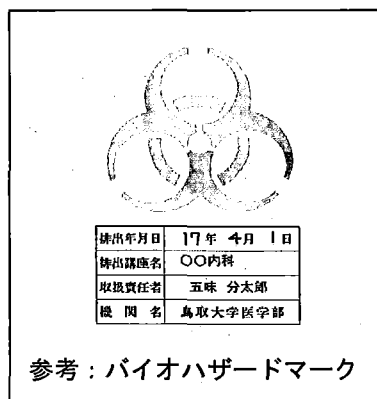 排出年月日 17年 4月 1日
排出講座名 〇〇内科
取扱責任者 五味 分太郎
機関名 鳥取大学医学部
参考：バイオハザードマーク